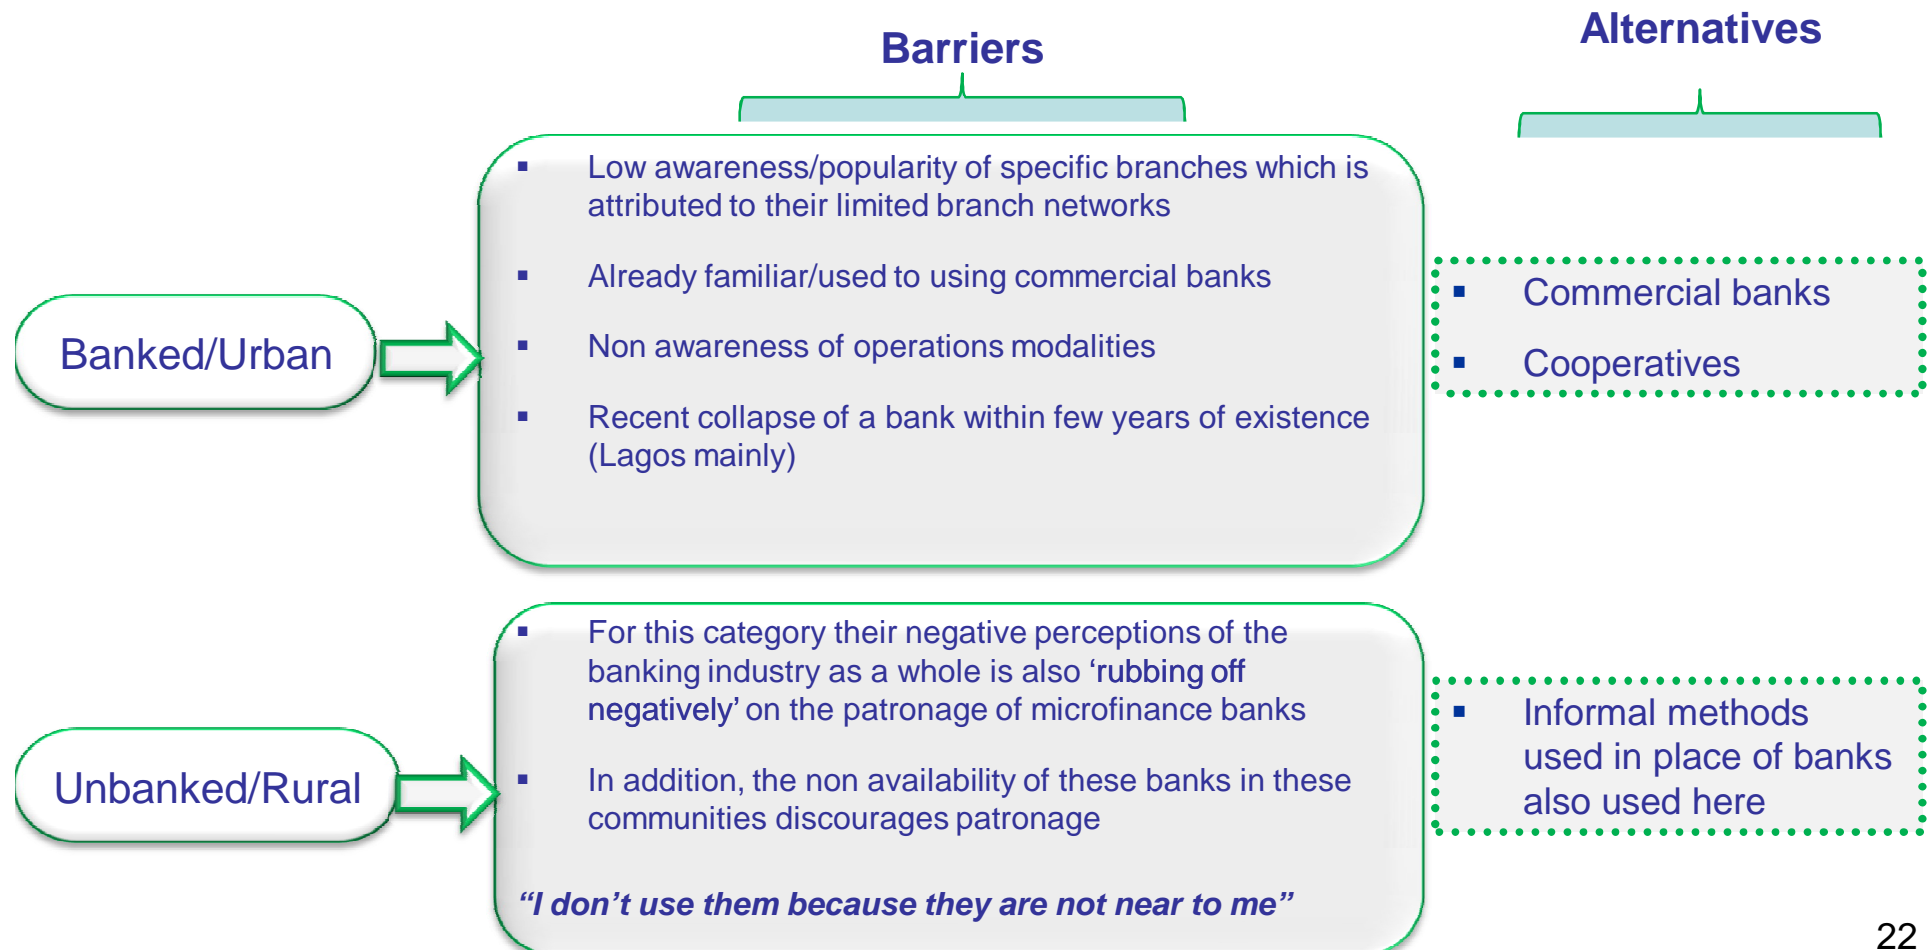 Barriers
Alternatives
Banked/Urban
▪ Low awareness/popularity of specific branches which is
attributed to their limited branch networks
▪ Already familiar/used to using commercial banks
▪ Non awareness of operations modalities
▪ Recent collapse of a bank within few years of existence
(Lagos mainly)
▪ Commercial banks
▪ Cooperatives
Unbanked/Rural
▪ For this category their negative perceptions of the
banking industry as a whole is also ‘rubbing off
negatively’ on the patronage of microfinance banks
▪ In addition, the non availability of these banks in these
communities discourages patronage
“I don’t use them because they are not near to me”
▪ Informal methods
used in place of banks
also used here
22